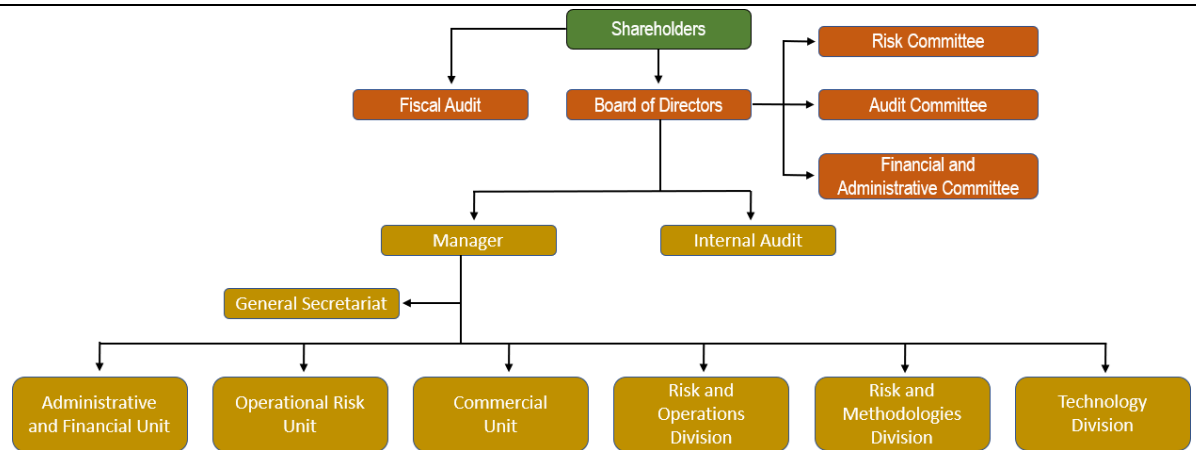 Shareholders
Risk Committee
Fiscal Audit
Board of Directors
Audit Committee
Financial and
Administrative Committee
Manager
Internal Audit
General Secretariat
Administrative
and Financial Unit
Operational Risk
Unit
Commercial
Unit
Risk and
Operations
Division
Risk and
Methodologies
Division
Technology
Division